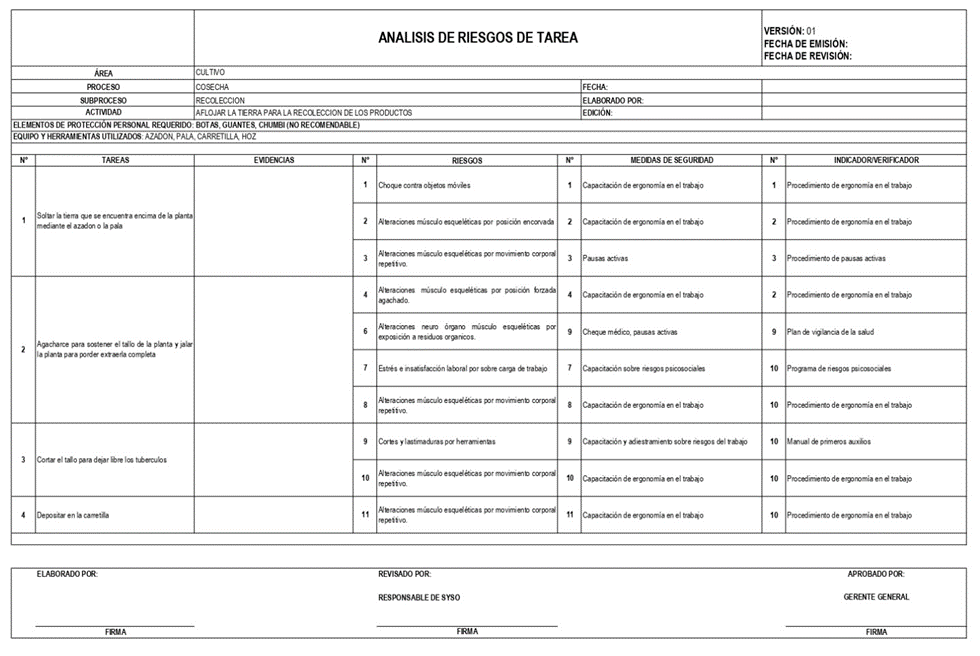 ANALISIS DE RIESGOS DE TAREA
VERSIÓN: 01
FECHA DE EMISIÓN:
FECHA DE REVISIÓN:
ÁREA CULTIVO
PROCESO COSECHA FECHA:
SUBPROCESO RECOLECCION ELABORADO POR:
ACTIVIDAD AFLOJAR LA TIERRA PARA LA RECOLECCION DE LOS PRODUCTOS EDICIÓN:
ELEMENTOS DE PROTECCIÓN PERSONAL REQUERIDO: BOTAS, GUANTES, CHUMBI (NO RECOMENDABLE)
EQUIPO Y HERRAMIENTAS UTILIZADOS: AZADON, PALA, CARRETILLA, HOZ
N° TAREAS EVIDENCIAS N° RIESGOS N° MEDIDAS DE SEGURIDAD N° INDICADOR/VERIFICADOR
1 Soltar la tierra que se encuentra encima de la planta
mediante el azadon o la pala
1 Choque contra objetos móviles 1 Capacitación de ergonomía en el trabajo 1 Procedimiento de ergonomía en el trabajo
2 Alteraciones músculo esqueléticas por posición encorvada 2 Capacitación de ergonomía en el trabajo 2 Procedimiento de ergonomía en el trabajo
3 Alteraciones músculo esqueléticas por movimiento corporal
repetitivo. 3 Pausas activas 3 Procedimiento de pausas activas
2 Agacharce para sostener el tallo de la planta y jalar
la planta para porder extraerla completa
4 Alteraciones músculo esqueléticas por posición forzada
agachado. 4 Capacitación de ergonomía en el trabajo 2 Procedimiento de ergonomía en el trabajo
6 Alteraciones neuro órgano músculo esqueléticas por
exposición a residuos organicos. 9 Cheque médico, pausas activas 9 Plan de vigilancia de la salud
7 Estrés e insatisfacción laboral por sobre carga de trabajo 7 Capacitación sobre riesgos psicosociales 10 Programa de riesgos psicosociales
8 Alteraciones músculo esqueléticas por movimiento corporal
repetitivo. 8 Capacitación de ergonomía en el trabajo 10 Procedimiento de ergonomía en el trabajo
3 Cortar el tallo para dejar libre los tuberculos
9 Cortes y lastimaduras por herramientas 9 Capacitación y adiestramiento sobre riesgos del trabajo 10 Manual de primeros auxilios
10 Alteraciones músculo esqueléticas por movimiento corporal
repetitivo. 10 Capacitación de ergonomía en el trabajo 10 Procedimiento de ergonomía en el trabajo
4 Depositar en la carretilla
11 Alteraciones músculo esqueléticas por movimiento corporal
repetitivo. 11 Capacitación de ergonomía en el trabajo 10 Procedimiento de ergonomía en el trabajo
ELABORADO POR: REVISADO POR: APROBADO POR:
RESPONSABLE DE SYSO GERENTE GENERAL
FIRMA FIRMA FIRMA